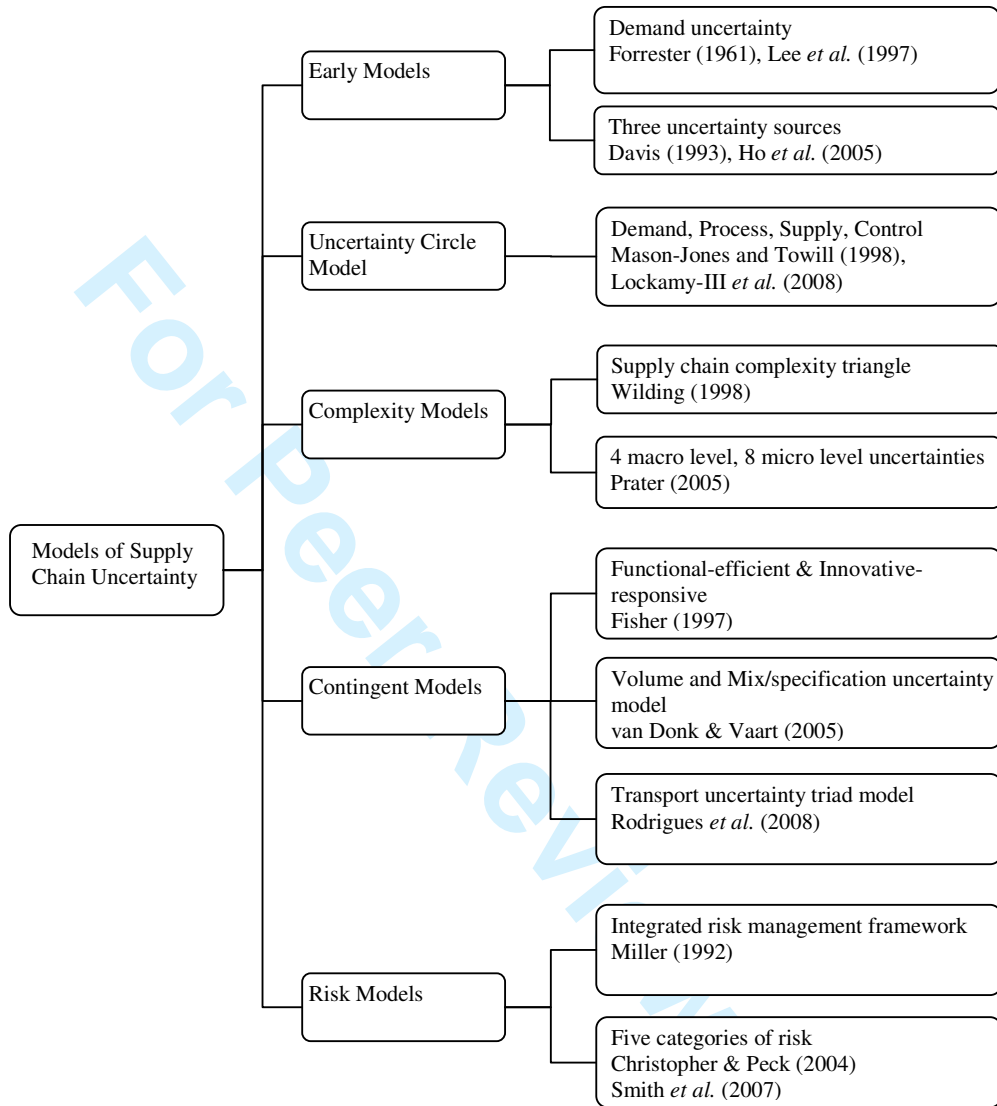 Models of Supply
Chain Uncertainty
Early Models
Demand uncertainty
Forrester (1961), Lee et al. (1997)
Three uncertainty sources
Davis (1993), Ho et al. (2005)
Uncertainty Circle
Model
Demand, Process, Supply, Control
Mason-Jones and Towill (1998),
Lockamy-III et al. (2008)
Complexity Models
Supply chain complexity triangle
Wilding (1998)
4 macro level, 8 micro level uncertainties
Prater (2005)
Contingent Models
Functional-efficient & Innovative-
responsive
Fisher (1997)
Volume and Mix/specification uncertainty
model
van Donk & Vaart (2005)
Transport uncertainty triad model
Rodrigues et al. (2008)
Risk Models
Integrated risk management framework
Miller (1992)
Five categories of risk
Christopher & Peck (2004)
Smith et al. (2007)
For Peer Review